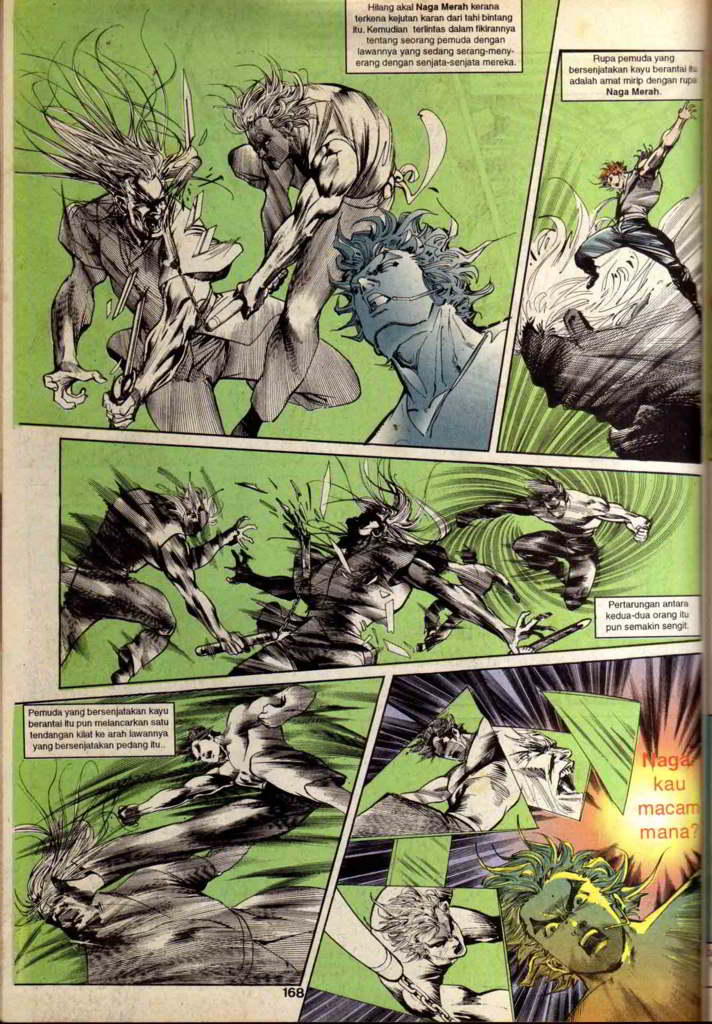 Hilang akal Naga Merah kerana
terkena kejutan karan dari tahi bintang
itu. Kemudian terlintas dalam fikirannya
tentang seorang pemuda dengan
lawannya yang sedang serang-meny-
erang dengan senjata-senjata mereka.
Rupa pemuda yang
bersenjatakan kayu berantai itu
adalah amat mirip dengan rupa
Naga Merah.
Pertarungan antara
kedua-dua orang itu
pun semakin sengit.
Pemuda yang bersenjatakan kayu
berantai itu pun melancarkan satu
tendangan kilat ke arah lawannya
yang bersenjatakan pedang itu..
Naga
kau
macam
mana?
168